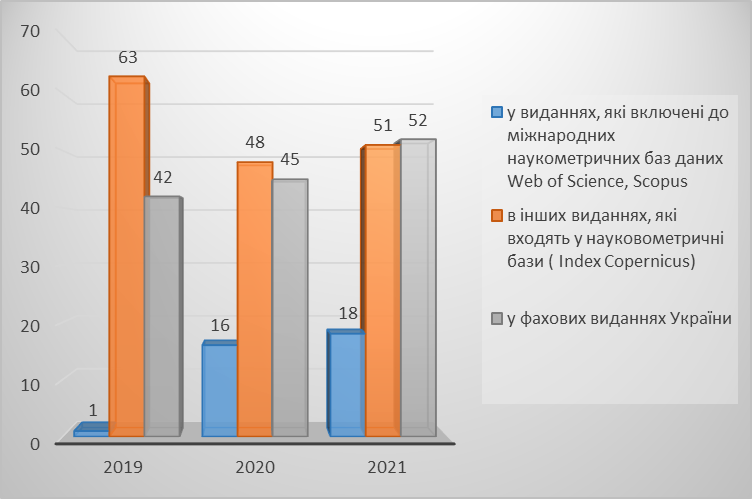 70
60
50
40
30
20
10
0
63
42
1
48
45
16
51
52
18
2019
2020
2021
у виданнях, які включені до
міжнародних
наукометричних баз даних
Web of Science, Scopus
в інших виданнях, які
входять у науковометричні
бази ( Index Copernicus)
у фахових виданнях України